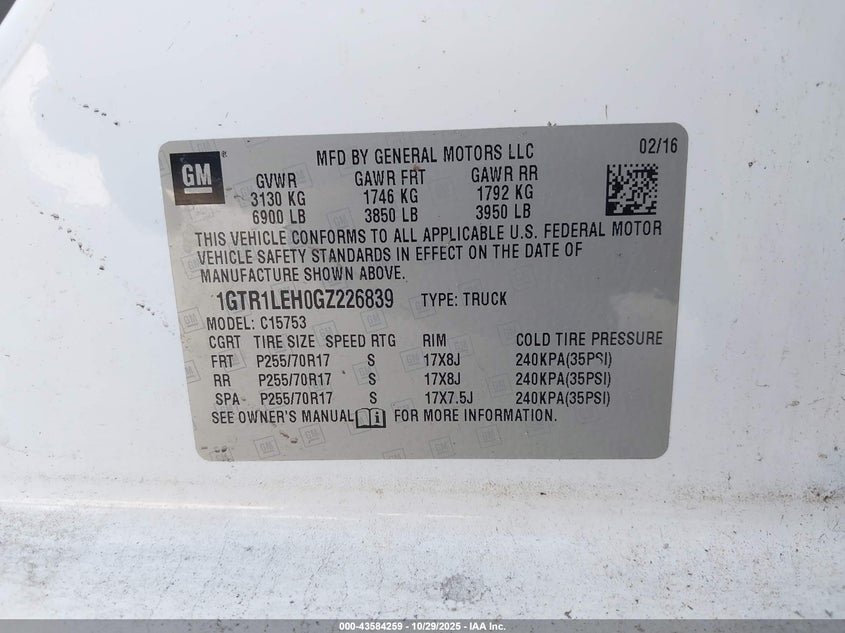 GM ® MFD BY GENERAL MOTORS LLC 02/16
GVWR GAWR FRT GAWR RR
3130 KG 1746 KG 1792 KG
6900 LB 3850 LB 3950 LB
THIS VEHICLE CONFORMS TO ALL APPLICABLE U.S. FEDERAL MOTOR
VEHICLE SAFETY STANDARDS IN EFFECT ON THE DATE OF
MANUFACTURE SHOWN ABOVE.
1GTR1LEH0GZ226839 TYPE: TRUCK
MODEL: C15753
CGRT TIRE SIZE SPEED RTG RIM COLD TIRE PRESSURE
FRT P255/70R17 S 17X8J 240KPA(35PSI)
RR P255/70R17 S 17X8J 240KPA(35PSI)
SPA P255/70R17 S 17X7.5J 240KPA(35PSI)
SEE OWNER'S MANUAL FOR MORE INFORMATION.
000-43584259 - 10/29/2025 - IAA Inc.